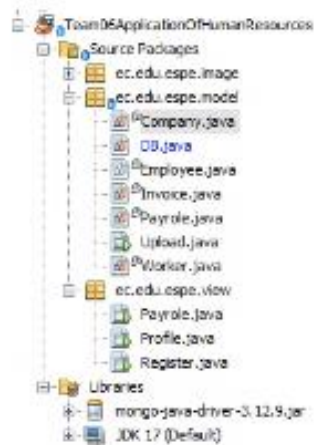 Team06ApplicationOfHumanResources
Source Packages
ec.edu.espe.image
ec.edu.espe.model
Company.java
DB.java
Employee.java
Invoice.java
Payrole.java
Upload.java
Worker.java
ec.edu.espe.view
Payrole.java
Profile.java
Register.java
Libraries
mongo-java-driver-3.12.9.jar
JDK 17 (Default)